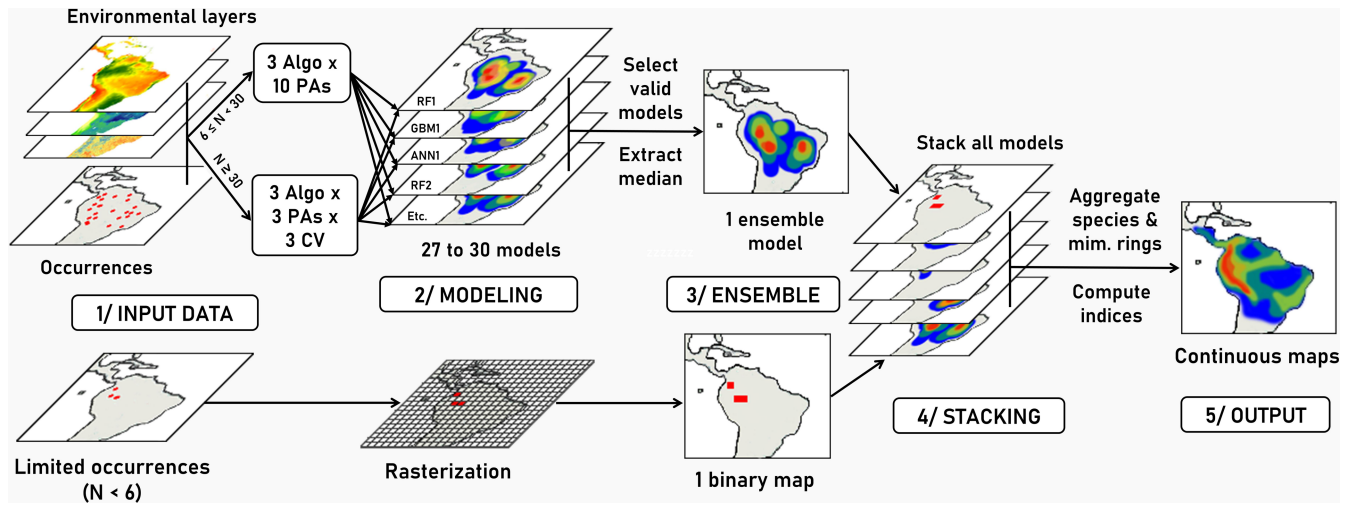 Environmental layers
Occurrences
1/ INPUT DATA
6 ≤ N < 30
N ≥ 30
3 Algo x
10 PAs
3 Algo x
3 PAs x
3 CV
RF1
GBM1
ANN1
RF2
Etc.
27 to 30 models
2/ MODELING
Select
valid
models
Extract
median
1 ensemble
model
3/ ENSEMBLE
Limited occurrences
(N < 6)
Rasterization
1 binary map
Stack all models
4/ STACKING
Aggregate
species &
mim. rings
Compute
indices
Continuous maps
5/ OUTPUT